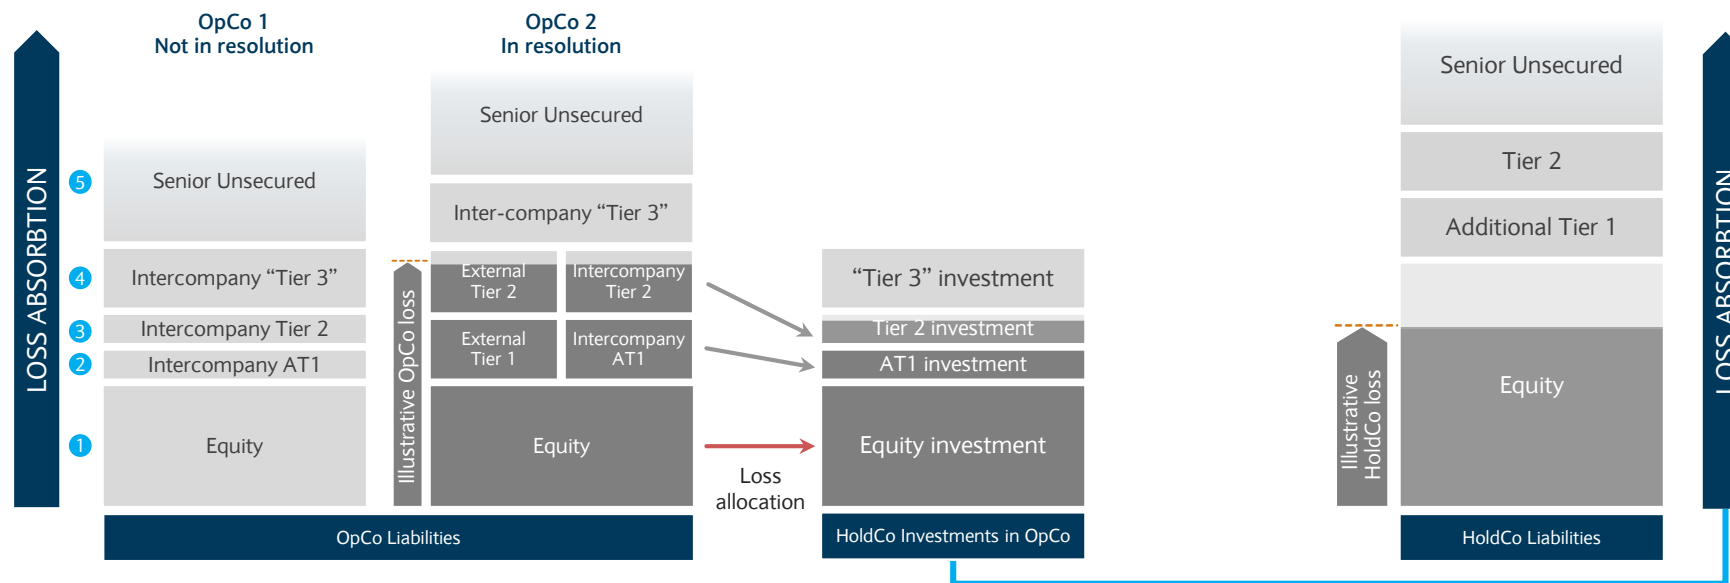 OpCo 1
Not in resolution
OpCo 2
In resolution
LOSS ABSORBTION
5
4
3
2
1
Senior Unsecured
Intercompany “Tier 3”
Intercompany Tier 2
Intercompany AT1
Equity
Illustrative OpCo loss
Senior Unsecured
Inter-company “Tier 3”
External
Tier 2
Intercompany
Tier 2
External
Tier 1
Intercompany
AT1
Equity
OpCo Liabilities
Loss
allocation
“Tier 3” investment
Tier 2 investment
AT1 investment
Equity investment
HoldCo Investments in OpCo
Illustrative
HoldCo loss
Senior Unsecured
Tier 2
Additional Tier 1
Equity
HoldCo Liabilities
LOSS ABSORBTION